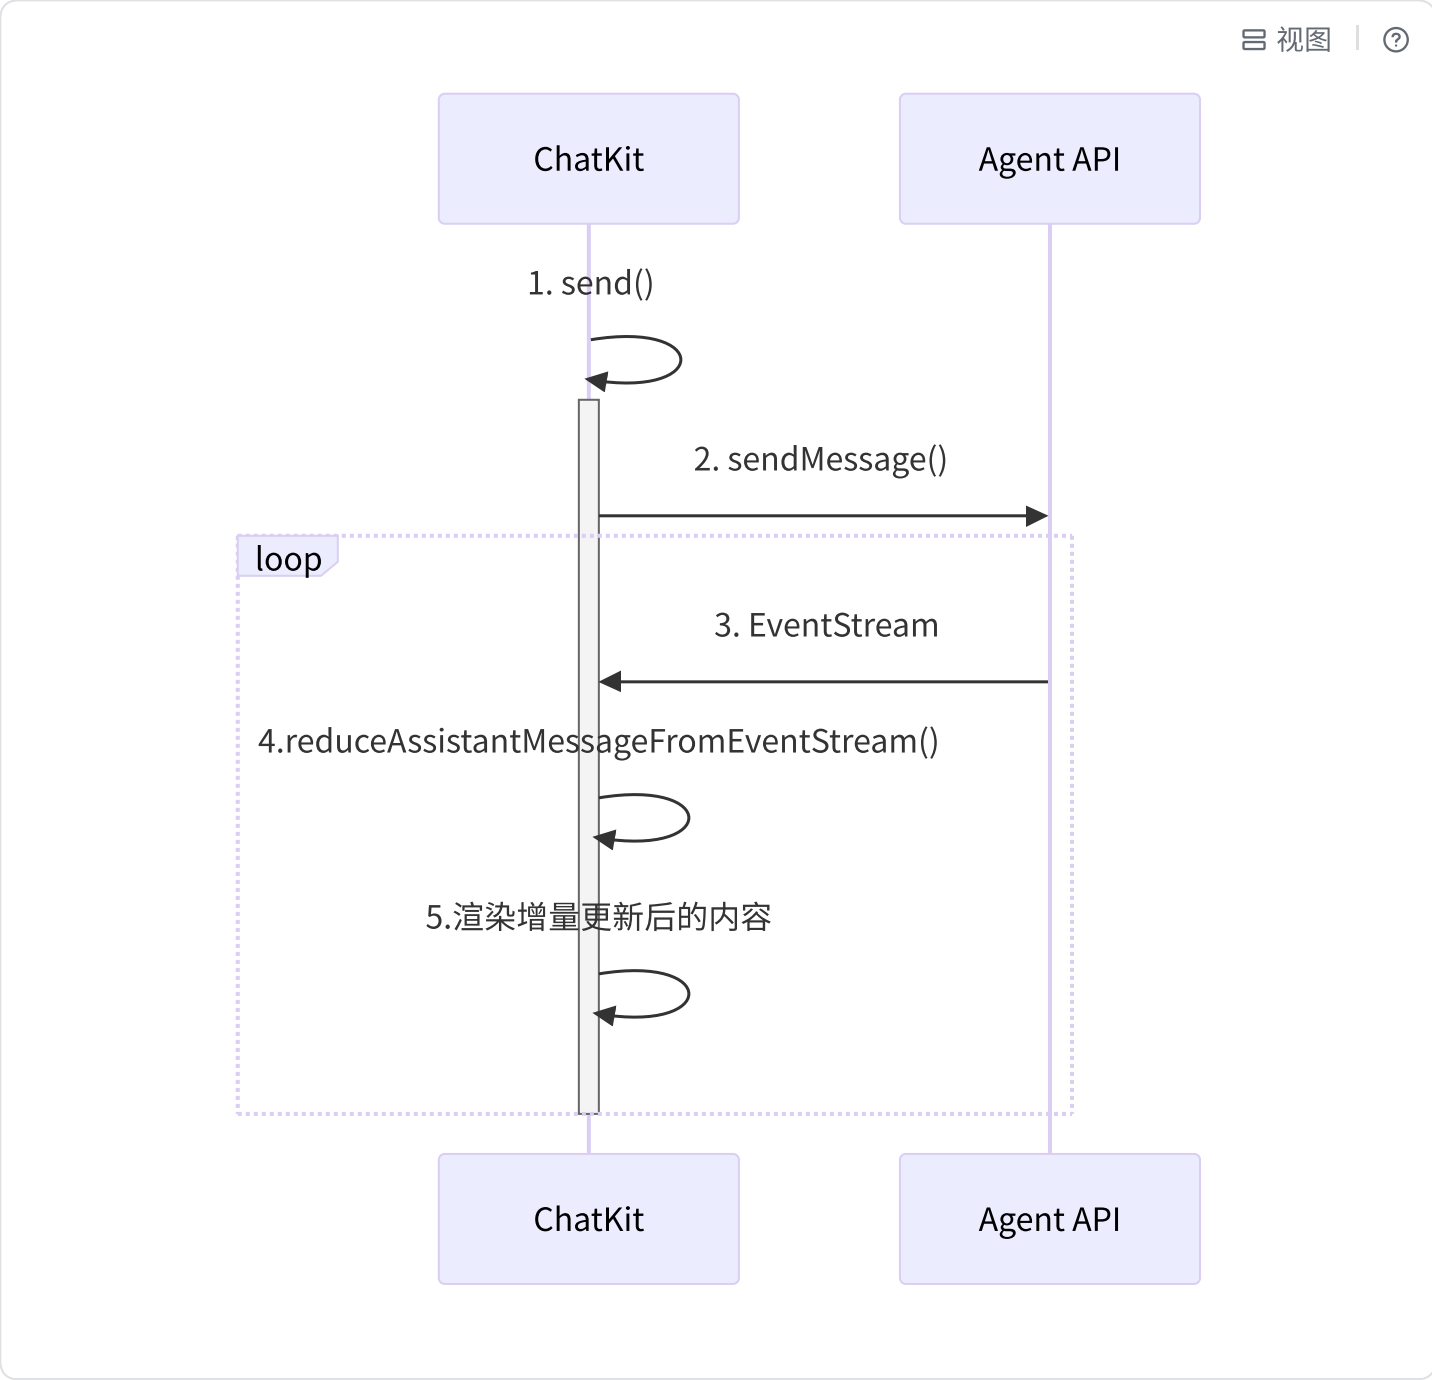 视图
ChatKit
Agent API
1. send()
2. sendMessage()
loop
3. EventStream
4.reduceAssistantMessageFromEventStream()
5.渲染增量更新后的内容
ChatKit
Agent API